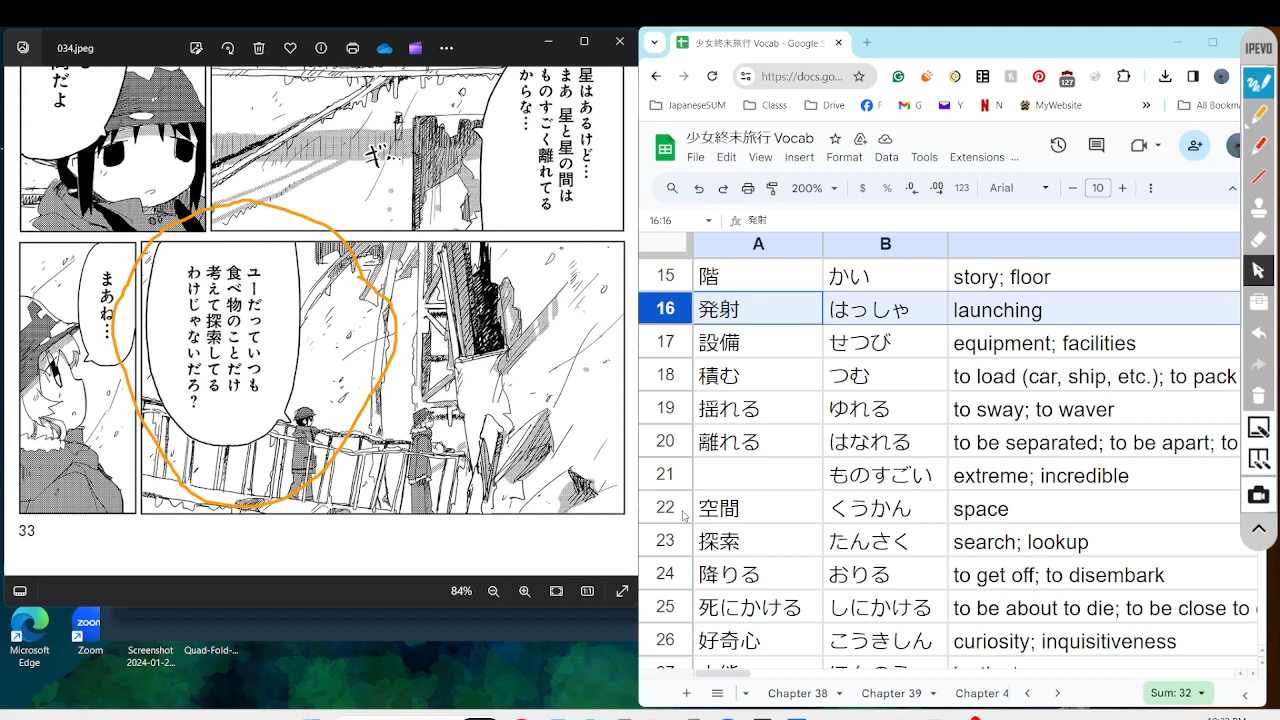 034.jpeg
間だよ
星はあるけど…
まあ 星と星の間は
ものすごく離れてる
からな…
ギ…
ユーだっていつも
食べ物のことだけ
考えて探索してる
わけじゃないだろ?
まあね…
33
84%
1:1
Microsoft
Edge
Zoom
zoom
Screenshot
2024-01-2...
Quad-Fold-...
少女終末旅行 Vocab - Google S
https://docs.go...
127
JapaneseSUM
Classs
Drive
F
G
Y
N
MyWebsite
All Bookma
少女終末旅行 Vocab
File Edit View Insert Format Data Tools Extensions ...
200%
$ % .0 .00 123 Arial 10
16:16
fx 発射
A B
15 階 かい story; floor
16 発射 はっしゃ launching
17 設備 せつび equipment; facilities
18 積む つむ to load (car, ship, etc.); to pack
19 揺れる ゆれる to sway; to waver
20 離れる はなれる to be separated; to be apart; to
21 ものすごい extreme; incredible
22 空間 くうかん space
23 探索 たんさく search; lookup
24 降りる おりる to get off; to disembark
25 死にかける しにかける to be about to die; to be close to
26 好奇心 こうきしん curiosity; inquisitiveness
Chapter 38
Chapter 39
Chapter 4
Sum: 32
IPEVO